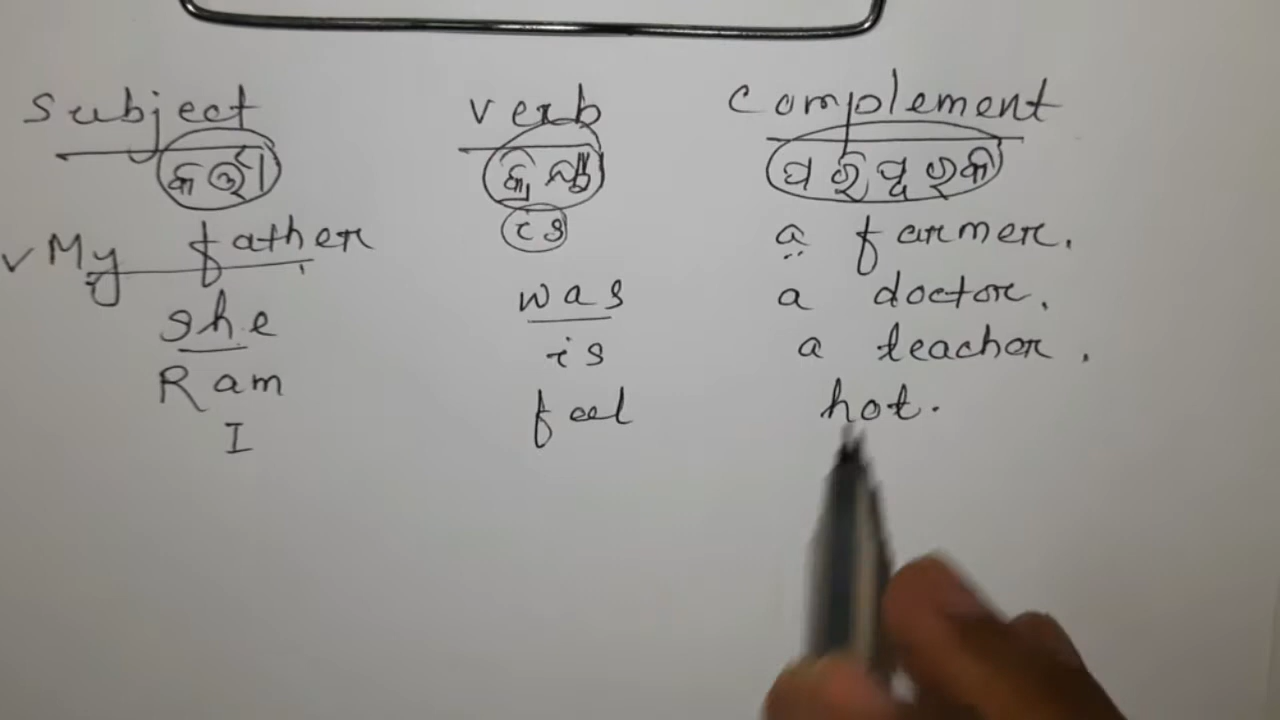 Subject Verb Complement
କର୍ତ୍ତା କ୍ରିୟା ପରିପୂରକ
My father is a farmer.
She was a doctor.
Ram is a teacher.
I feel hot.